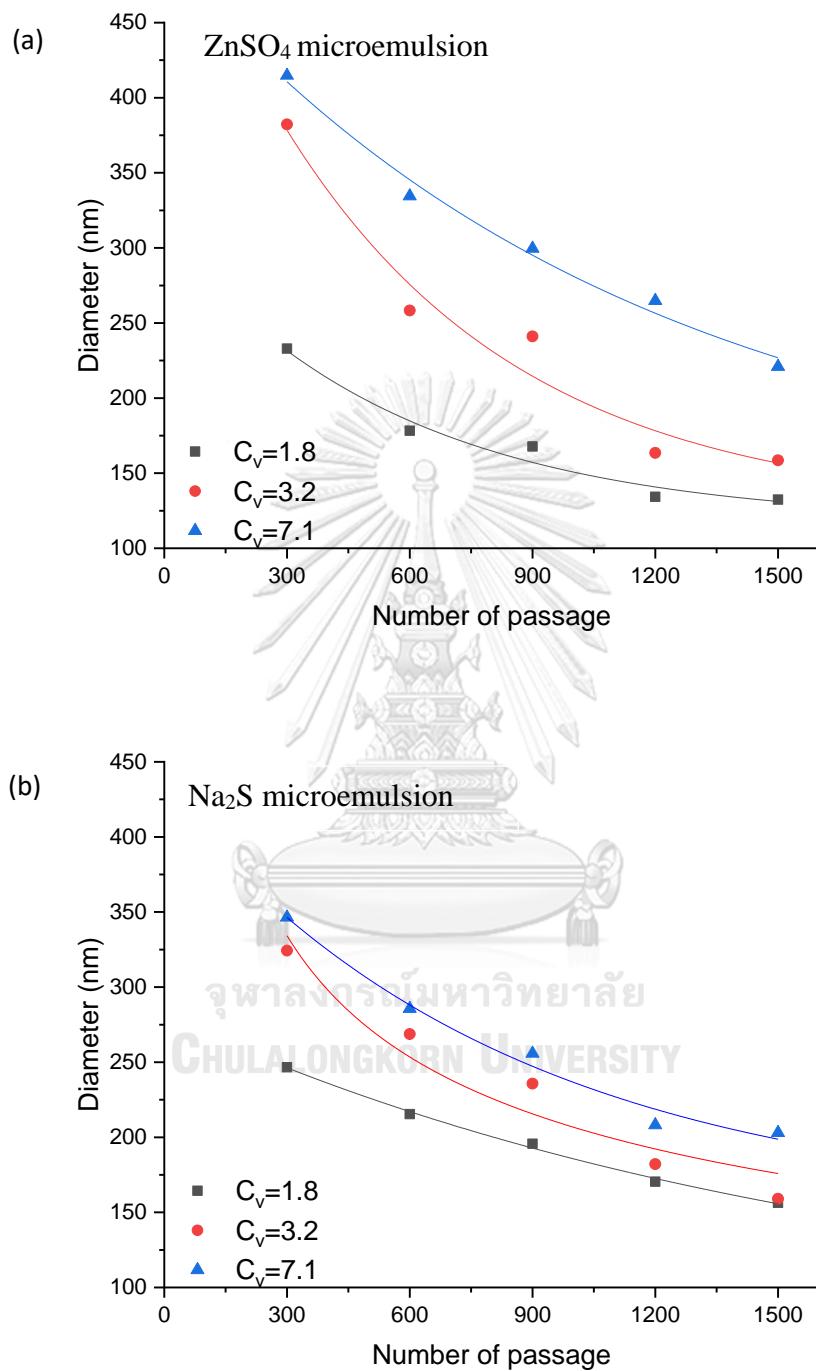 (a)
ZnSO₄ microemulsion
450
400
350
300
250
200
150
100
Diameter (nm)
Cᵥ=1.8
Cᵥ=3.2
Cᵥ=7.1
0 300 600 900 1200 1500
Number of passage
(b)
Na₂S microemulsion
450
400
350
300
250
200
150
100
Diameter (nm)
จุฬาลงกรณ์มหาวิทยาลัย
CHULALONGKORN UNIVERSITY
Cᵥ=1.8
Cᵥ=3.2
Cᵥ=7.1
0 300 600 900 1200 1500
Number of passage